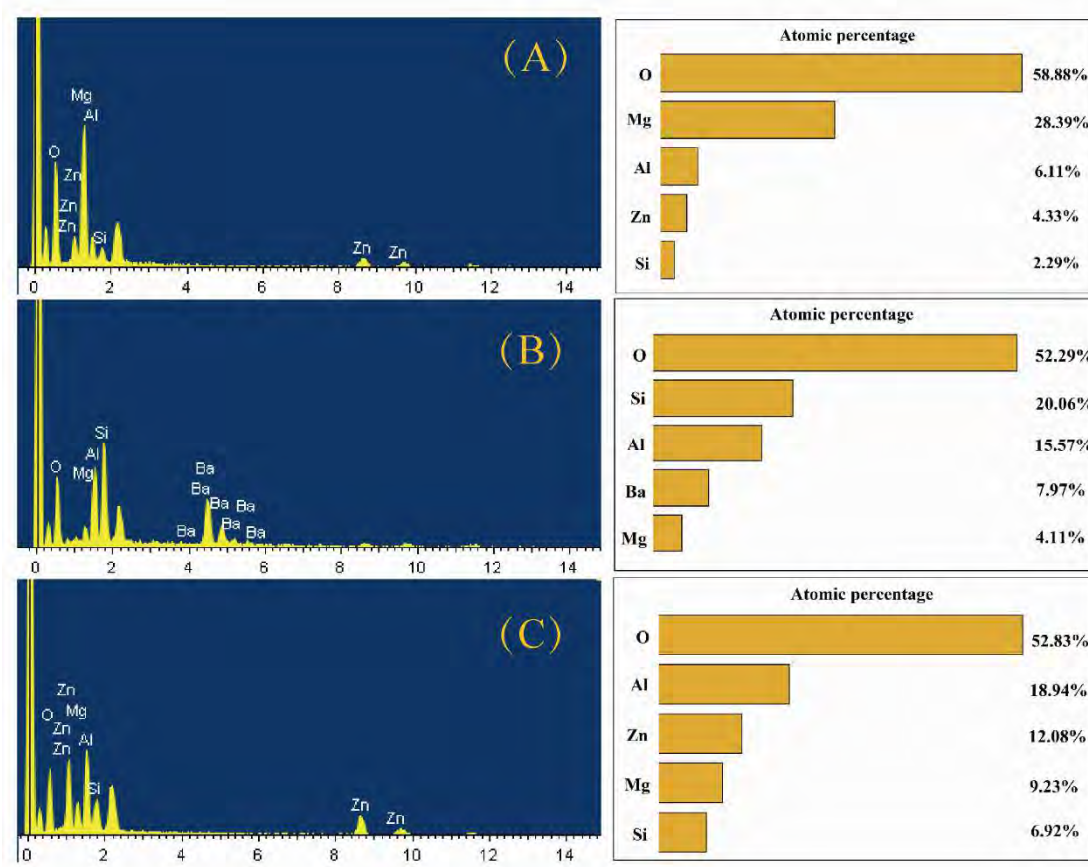 (A)
Mg
Al
O
Zn
Zn
Zn
Si
Zn
Zn
0 2 4 6 8 10 12 14
Atomic percentage
O 58.88%
Mg 28.39%
Al 6.11%
Zn 4.33%
Si 2.29%
(B)
Si
Al
O
Mg
Ba
Ba
Ba
Ba
Ba
Ba
Ba
0 2 4 6 8 10 12 14
Atomic percentage
O 52.29%
Si 20.06%
Al 15.57%
Ba 7.97%
Mg 4.11%
(C)
Zn
O
Mg
Zn
Zn
Al
Si
Zn
Zn
0 2 4 6 8 10 12 14
Atomic percentage
O 52.83%
Al 18.94%
Zn 12.08%
Mg 9.23%
Si 6.92%